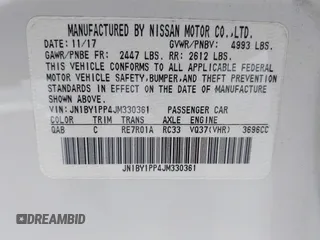 MANUFACTURED BY NISSAN MOTOR CO.,LTD.
DATE: 11/17 GVWR/PNBV: 4993 LBS.
GAWR/PNBE FR: 2447 LBS. RR: 2612 LBS.
THIS VEHICLE CONFORMS TO ALL APPLICABLE FEDERAL
MOTOR VEHICLE SAFETY,BUMPER,AND THEFT PREVENTION
STANDARDS IN EFFECT ON THE DATE OF MANUFACTURE
SHOWN ABOVE.
VIN: JN1BY1PP4JM330361 PASSENGER CAR
COLOR TRIM TRANS AXLE ENGINE
QAB C RE7R01A RC33 VQ37(VHR) 3696CC
JN1BY1PP4JM330361
DREAMBID